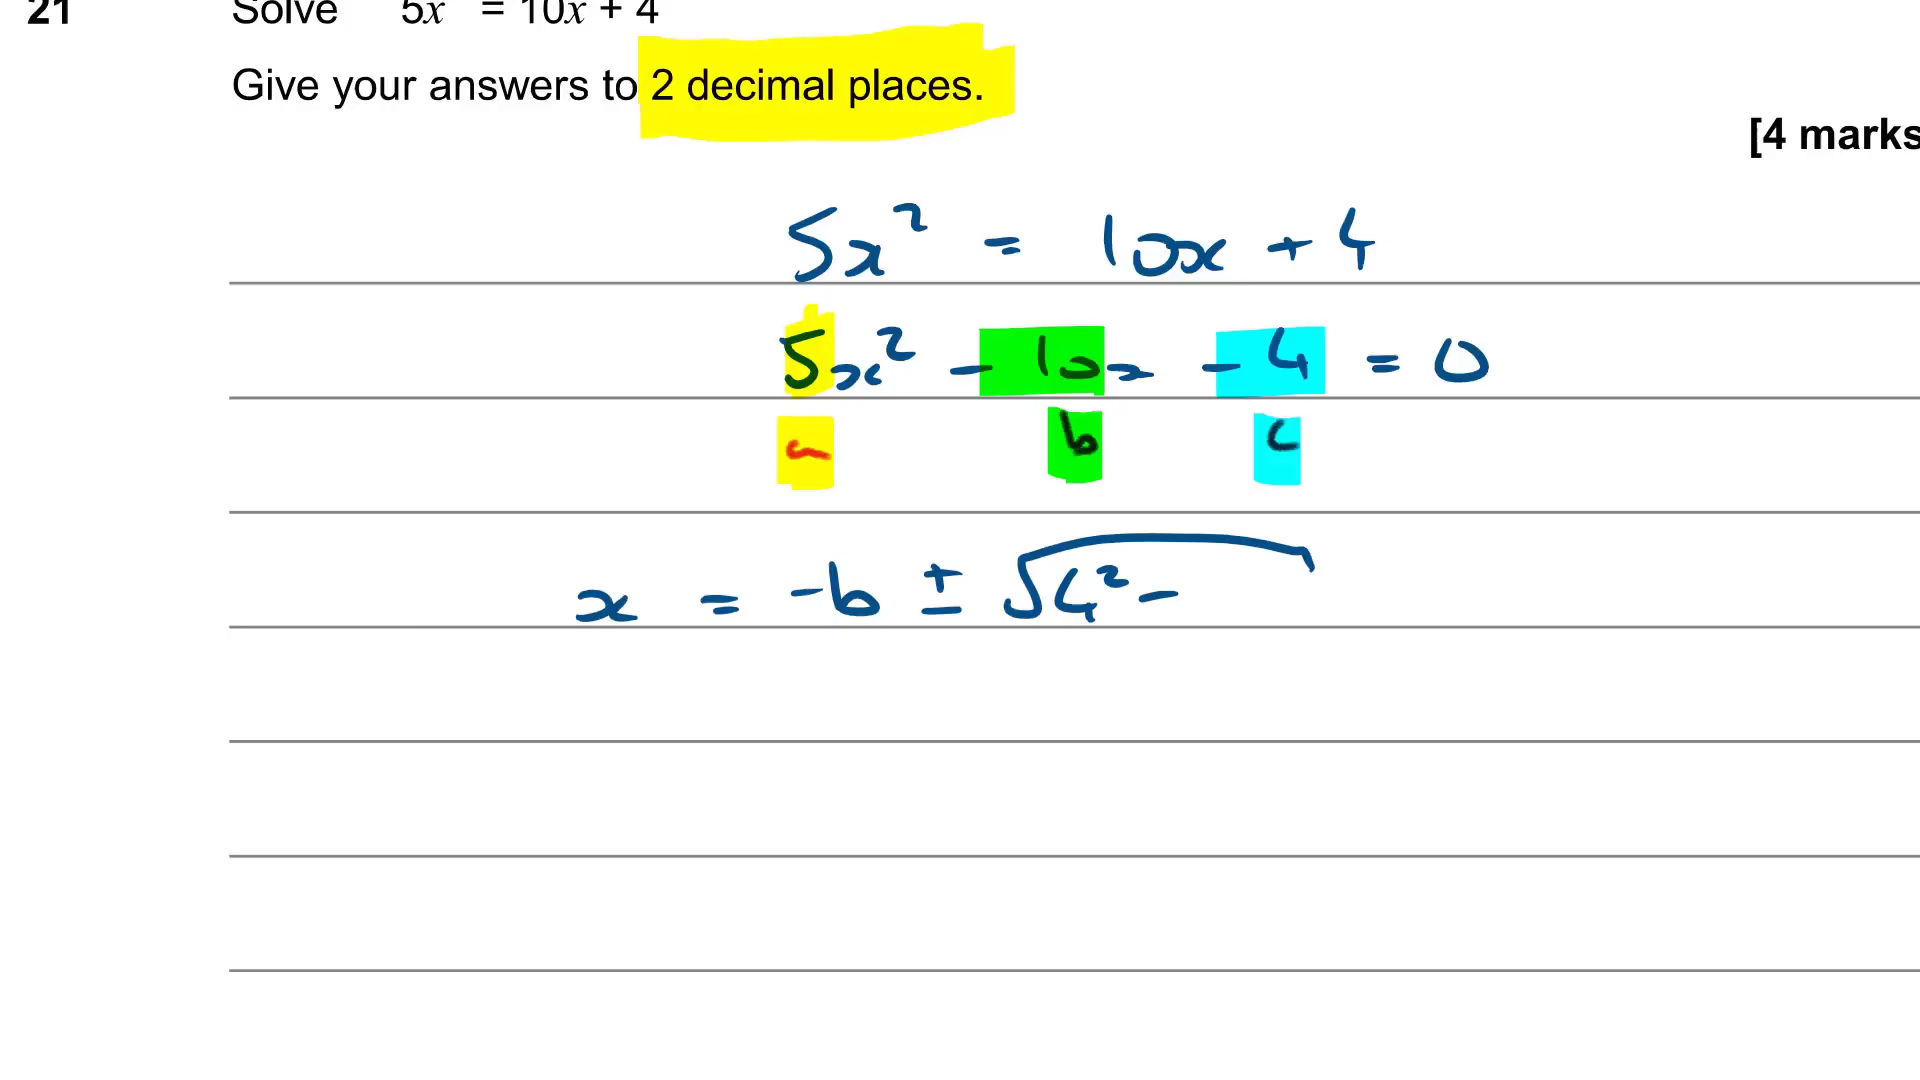 21 Solve 5x = 10x + 4
Give your answers to 2 decimal places.
[4 marks
5x² = 10x + 4
5x² - 10x - 4 = 0
a b c
x = -b ± √4² -